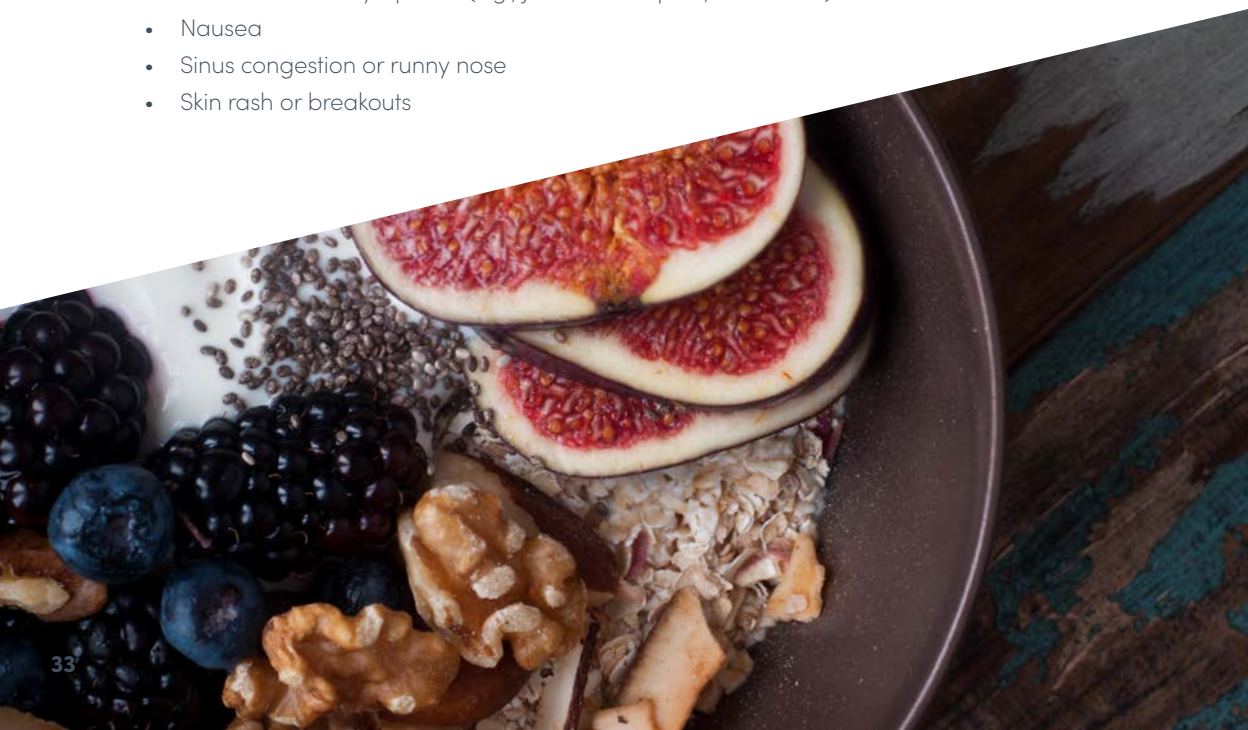 • Nausea
• Sinus congestion or runny nose
• Skin rash or breakouts
33